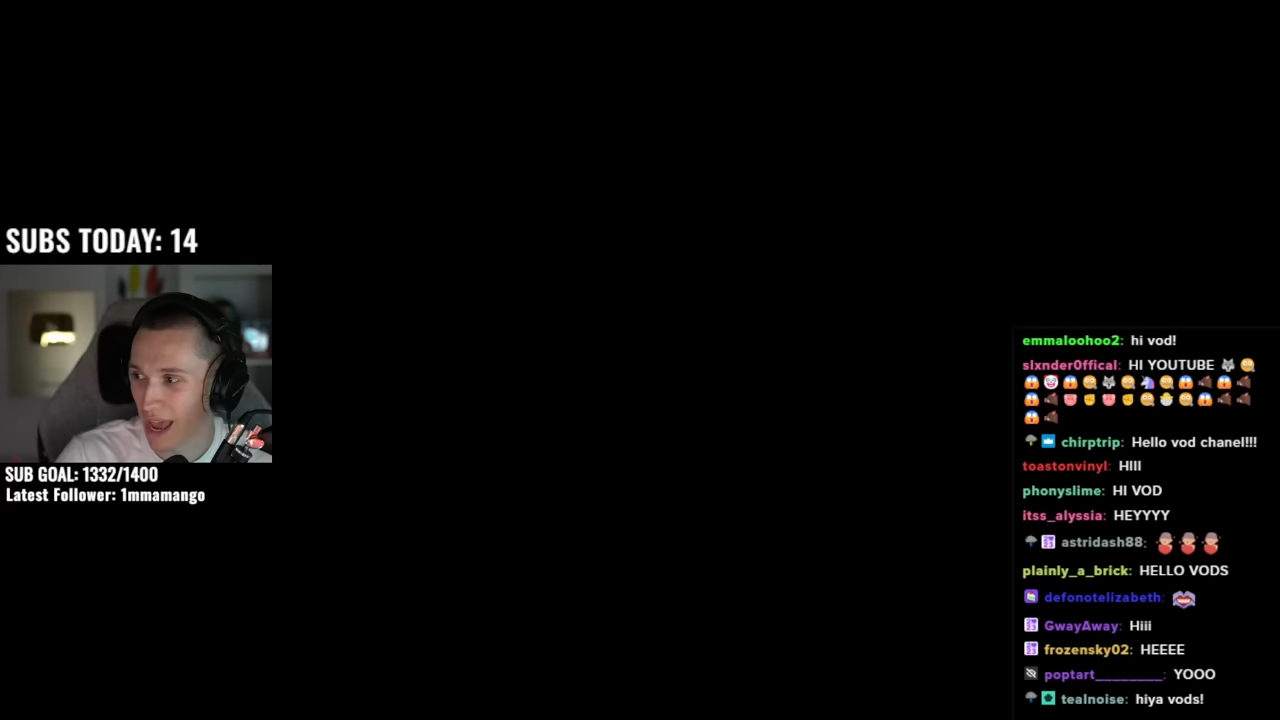 SUBS TODAY: 14
SUB GOAL: 1332/1400
Latest Follower: 1mmamango
emmaloohoo2: hi vod!
slxnder0ffical: HI YOUTUBE
chirptrip: Hello vod chanel!!!
toastonvinyl: HIII
phonyslime: HI VOD
itss_alyssia: HEYYYY
astridash88:
plainly_a_brick: HELLO VODS
defonotelizabeth:
GwayAway: Hiii
frozensky02: HEEEE
poptart________: YOOO
tealnoise: hiya vods!